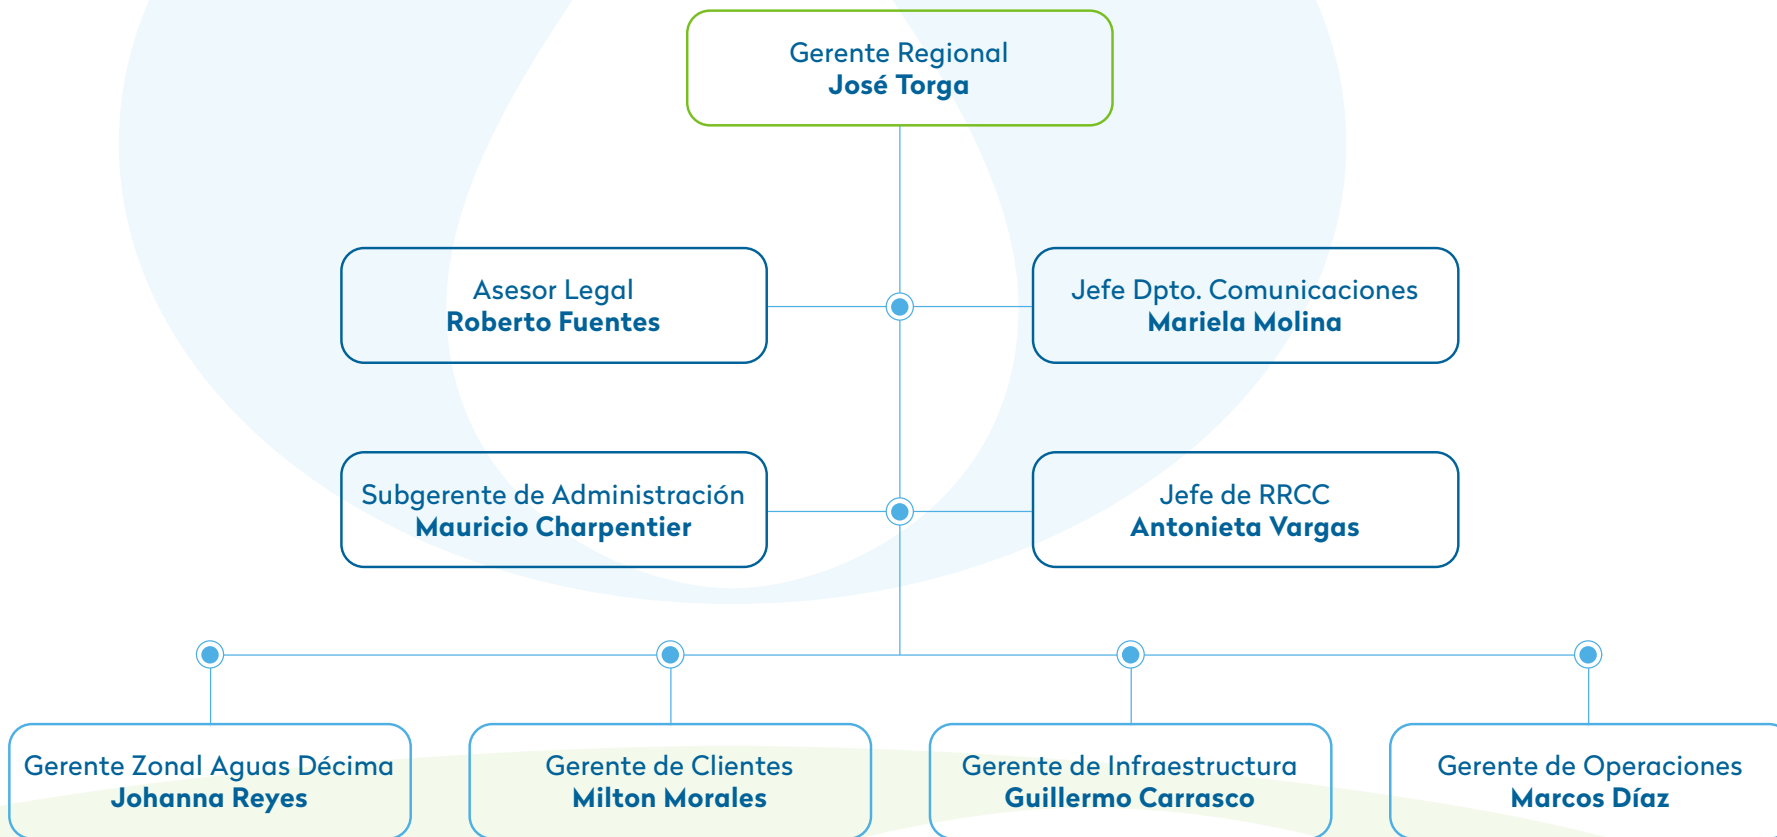 Gerente Regional
José Torga
Asesor Legal
Roberto Fuentes
Jefe Dpto. Comunicaciones
Mariela Molina
Subgerente de Administración
Mauricio Charpentier
Jefe de RRCC
Antonieta Vargas
Gerente Zonal Aguas Décima
Johanna Reyes
Gerente de Clientes
Milton Morales
Gerente de Infraestructura
Guillermo Carrasco
Gerente de Operaciones
Marcos Díaz